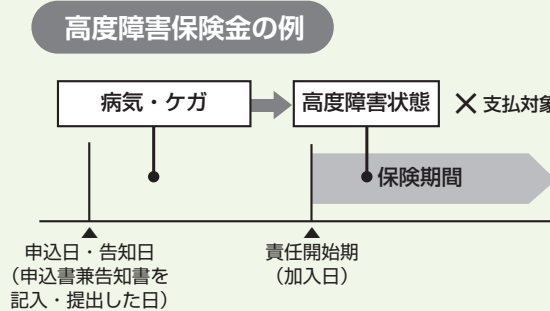 高度障害保険金の例
病気・ケガ
高度障害状態
× 支払対象
保険期間
申込日・告知日
（申込書兼告知書を
記入・提出した日）
責任開始期
（加入日）